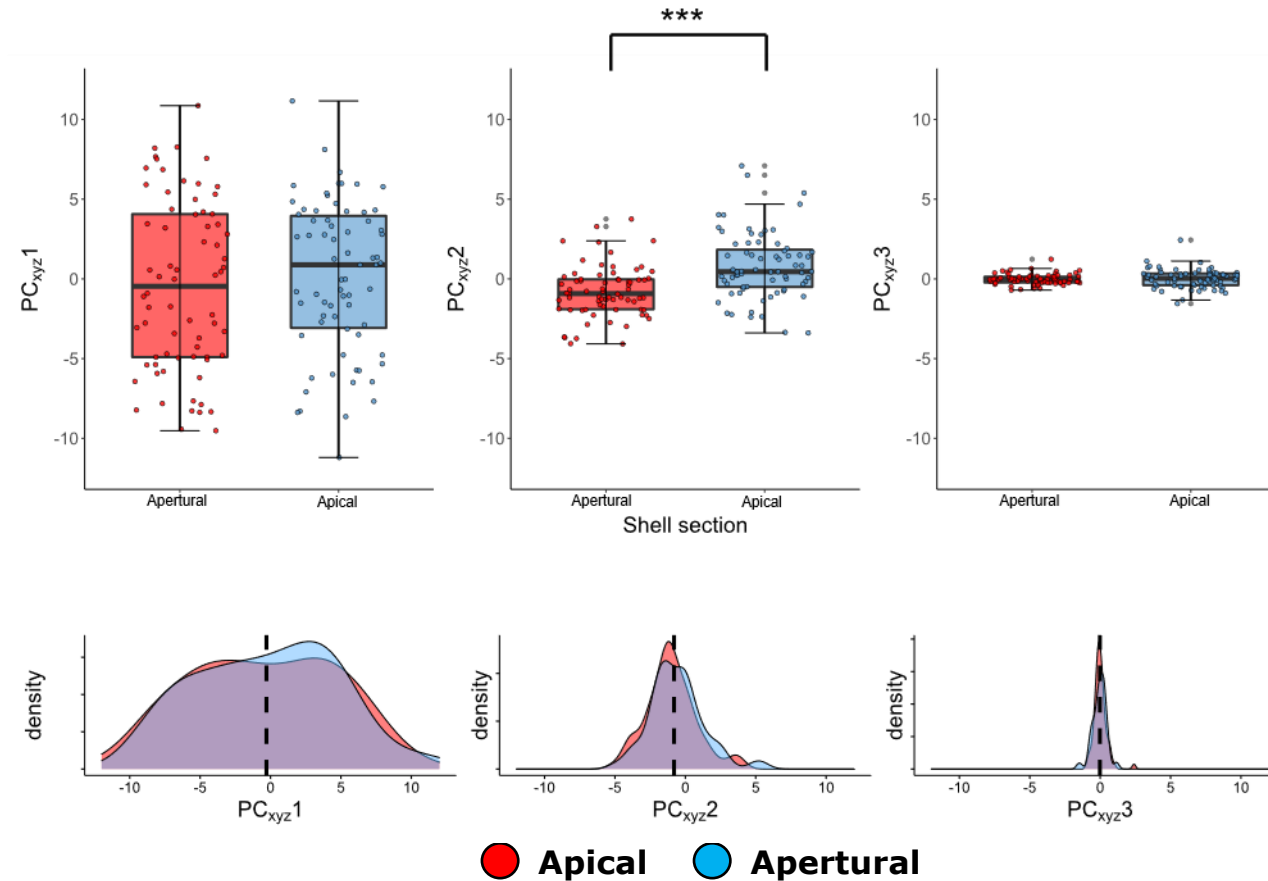 ***
PCxyz1
10
5
0
-5
-10
Apertural
Apical
PCxyz2
10
5
0
-5
-10
Apertural
Apical
Shell section
PCxyz3
10
5
0
-5
-10
Apertural
Apical
density
-10 -5 0 5 10
PCxyz1
density
-10 -5 0 5 10
PCxyz2
density
-10 -5 0 5 10
PCxyz3
Apical Apertural